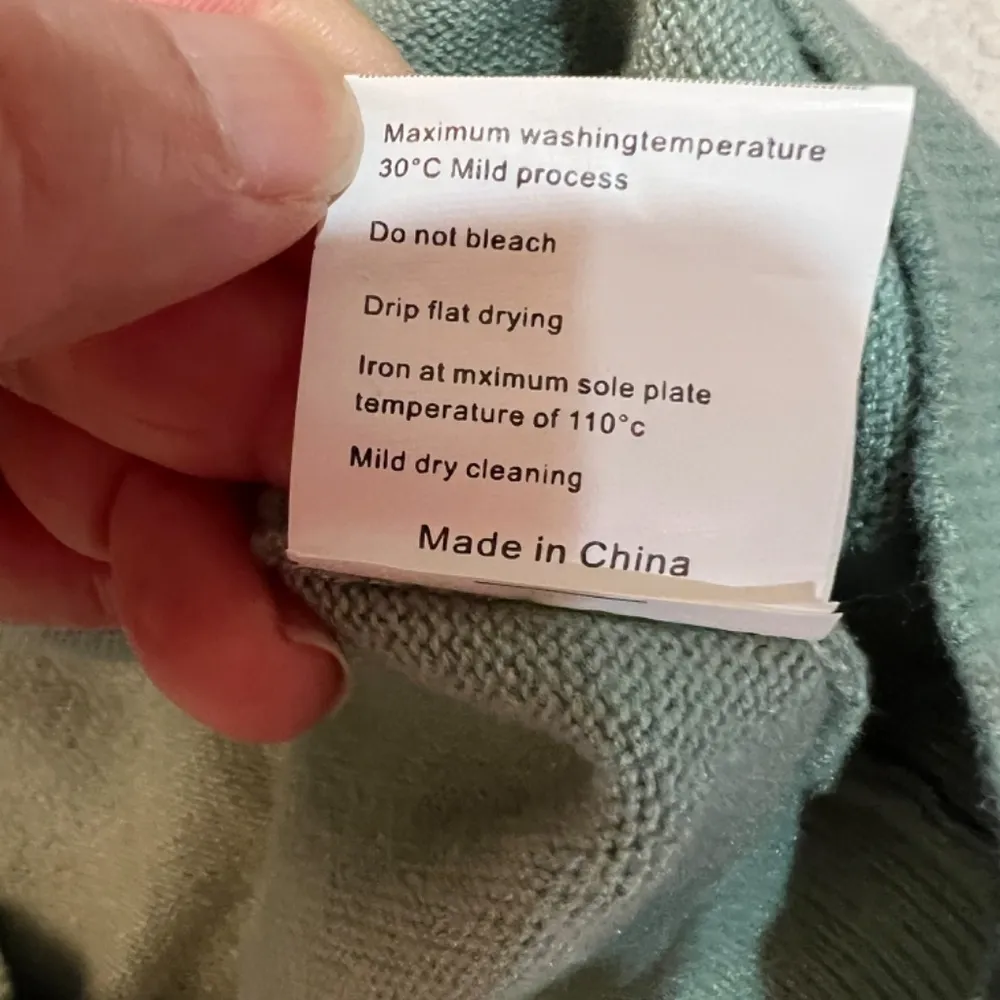 Maximum washingtemperature
30°C Mild process
Do not bleach
Drip flat drying
Iron at mximum sole plate
temperature of 110°c
Mild dry cleaning
Made in China